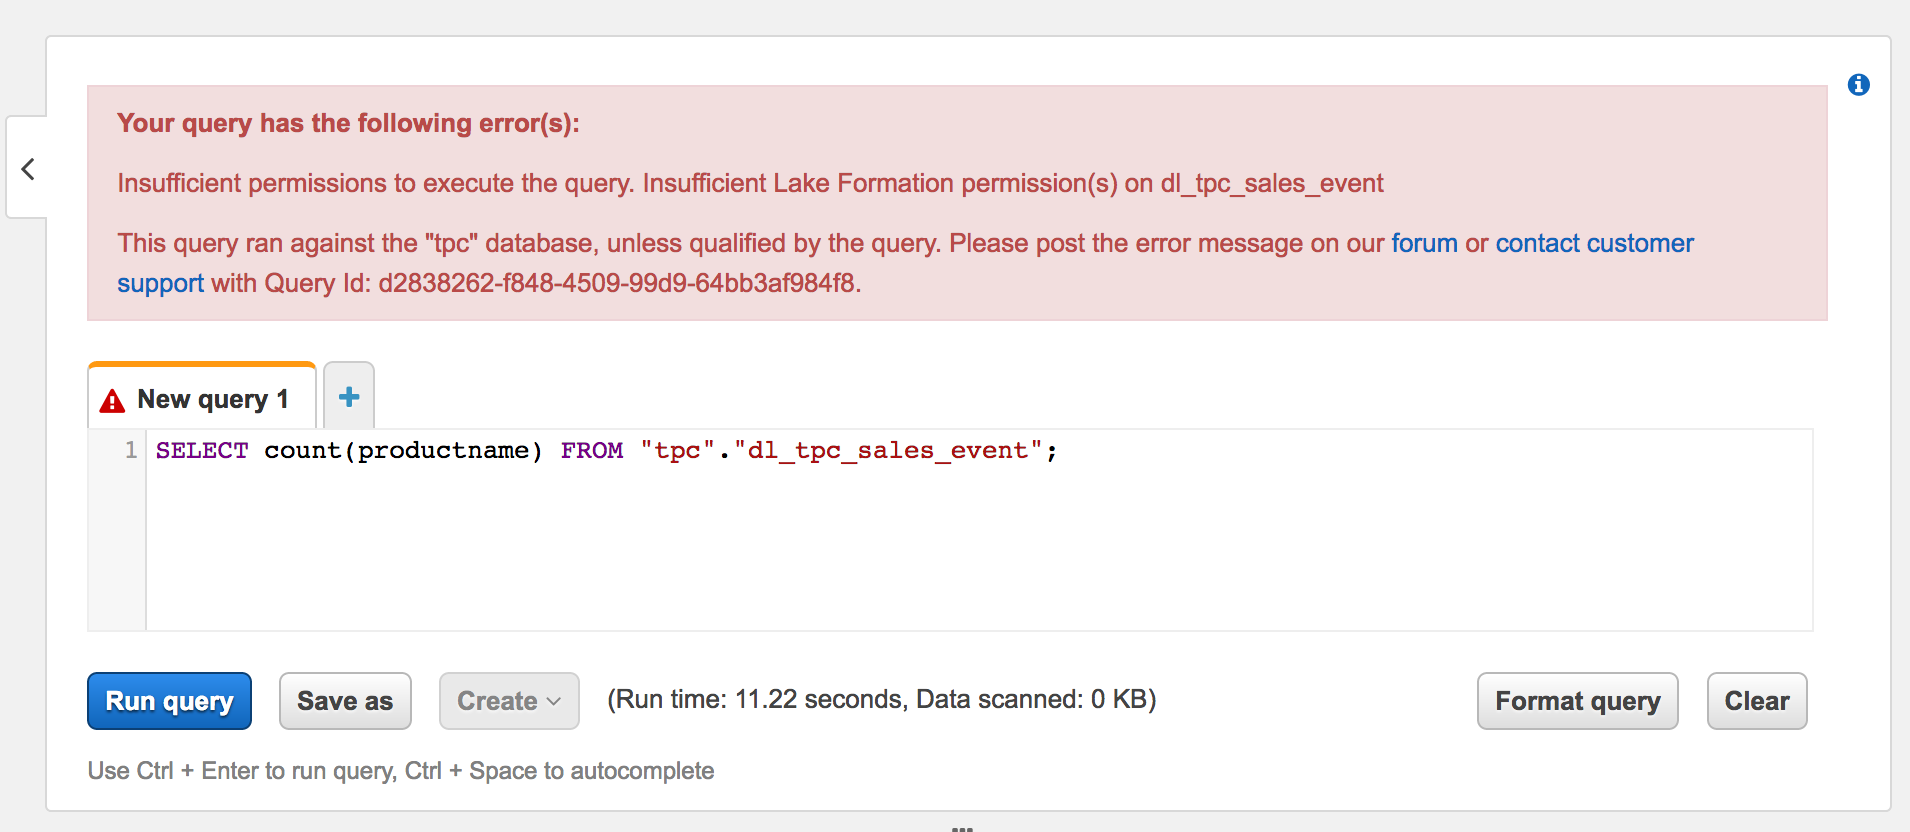 Your query has the following error(s):
Insufficient permissions to execute the query. Insufficient Lake Formation permission(s) on dl_tpc_sales_event
This query ran against the "tpc" database, unless qualified by the query. Please post the error message on our forum or contact customer
support with Query Id: d2838262-f848-4509-99d9-64bb3af984f8.
New query 1
1 SELECT count(productname) FROM "tpc"."dl_tpc_sales_event";
Run query Save as Create (Run time: 11.22 seconds, Data scanned: 0 KB) Format query Clear
Use Ctrl + Enter to run query, Ctrl + Space to autocomplete